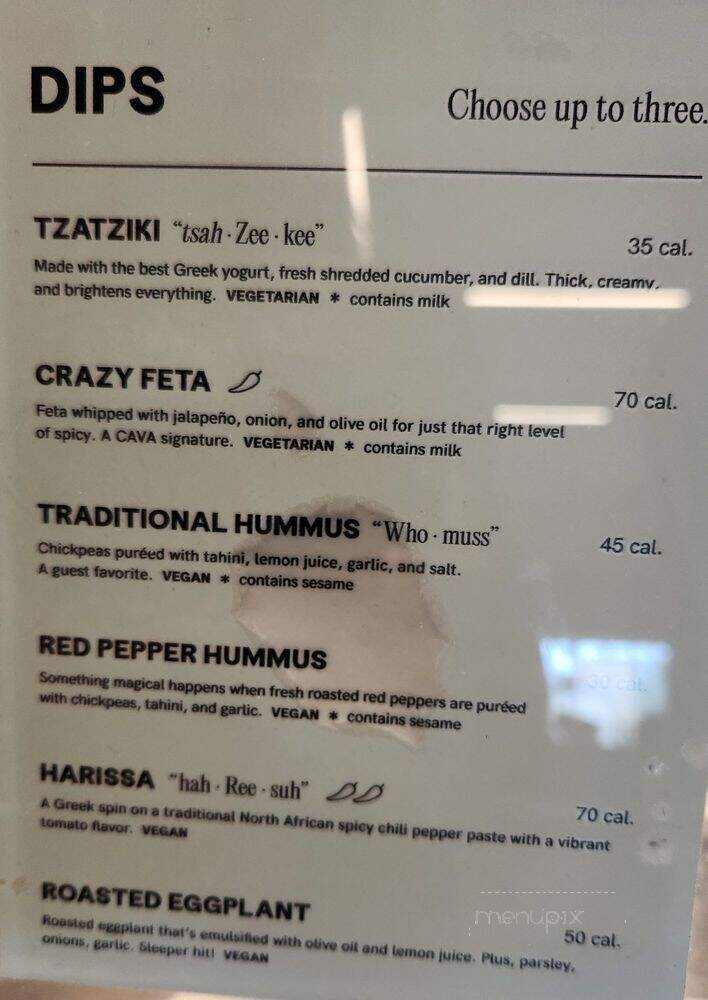 DIPS
Choose up to three.
TZATZIKI “tsah · Zee · kee”
35 cal.
Made with the best Greek yogurt, fresh shredded cucumber, and dill. Thick, creamy,
and brightens everything. VEGETARIAN * contains milk
CRAZY FETA
70 cal.
Feta whipped with jalapeño, onion, and olive oil for just that right level
of spicy. A CAVA signature. VEGETARIAN * contains milk
TRADITIONAL HUMMUS “Who · muss”
45 cal.
Chickpeas puréed with tahini, lemon juice, garlic, and salt.
A guest favorite. VEGAN * contains sesame
RED PEPPER HUMMUS
30 cal.
Something magical happens when fresh roasted red peppers are puréed
with chickpeas, tahini, and garlic. VEGAN * contains sesame
HARISSA “hah · Ree · suh”
70 cal.
A Greek spin on a traditional North African spicy chili pepper paste with a vibrant
tomato flavor. VEGAN
ROASTED EGGPLANT
menupix
50 cal.
Roasted eggplant that’s emulsified with olive oil and lemon juice. Plus, parsley,
onions, garlic. Sleeper hit! VEGAN